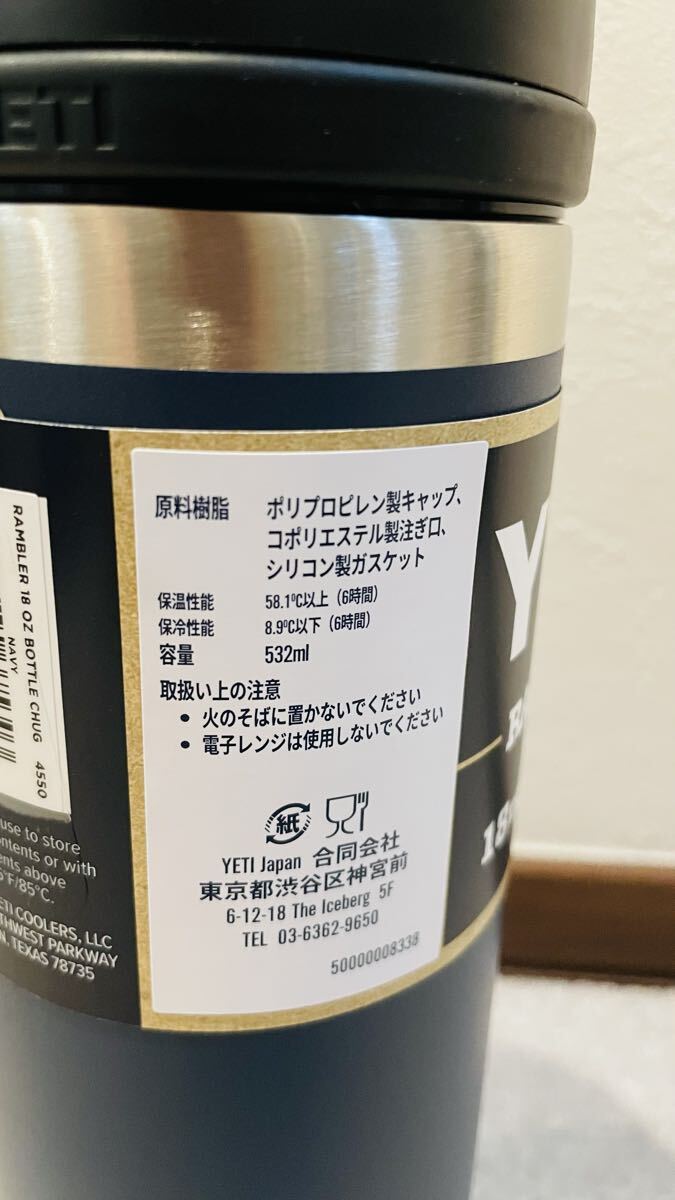 ETI
原料樹脂 ポリプロピレン製キャップ、
コポリエステル製注ぎ口、
シリコン製ガスケット
保温性能 58.1℃以上（6時間）
保冷性能 8.9℃以下（6時間）
容量 532ml
取扱い上の注意
• 火のそばに置かないでください
• 電子レンジは使用しないでください
紙
YETI Japan 合同会社
東京都渋谷区神宮前
6-12-18 The Iceberg 5F
TEL 03-6362-9650
50000008338
RAMBLER 18 OZ BOTTLE CHUG 4550
NAVY
use to store
ontents or with
ents above
°F/85°C.
ETI COOLERS, LLC
THWEST PARKWAY
N, TEXAS 78735
Y
R
18